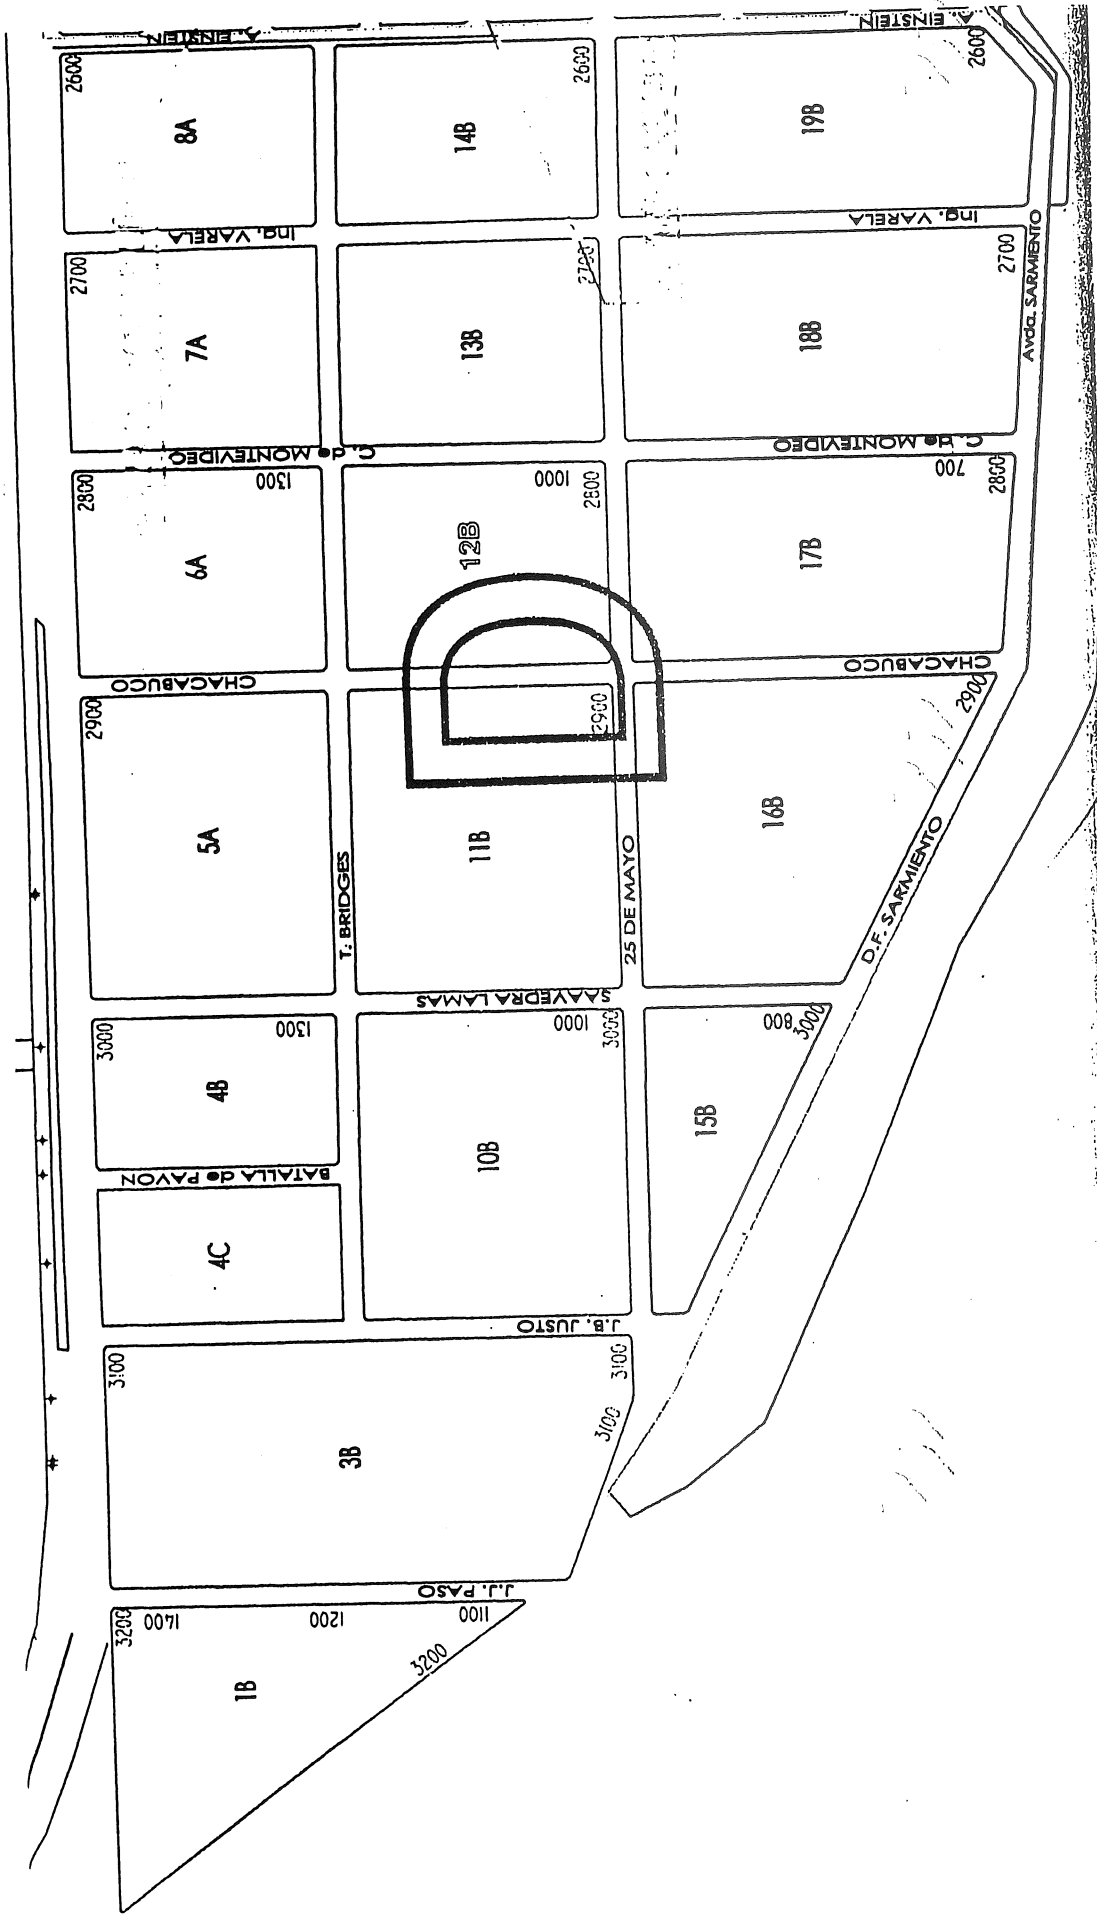 A. EINSTEIN
A. EINSTEIN
2600
8A
2600
14B
2600
19B
Ing. VARELA
Ing. VARELA
2700
7A
2700
13B
2700
18B
Avda. SARMIENTO
C. de MONTEVIDEO
C. de MONTEVIDEO
2800
1300
6A
1000
2800
12B
700
2800
17B
D
CHACABUCO
CHACABUCO
2900
5A
2900
11B
2900
16B
T. BRIDGES
25 DE MAYO
D.F. SARMIENTO
SAAVEDRA LAMAS
3000
1300
4B
1000
3000
10B
800
3000
15B
BATALLA de PAVON
4C
J.B. JUSTO
3100
3100
3100
3B
J.J. PASO
3200
1400
1200
1100
3200
1B